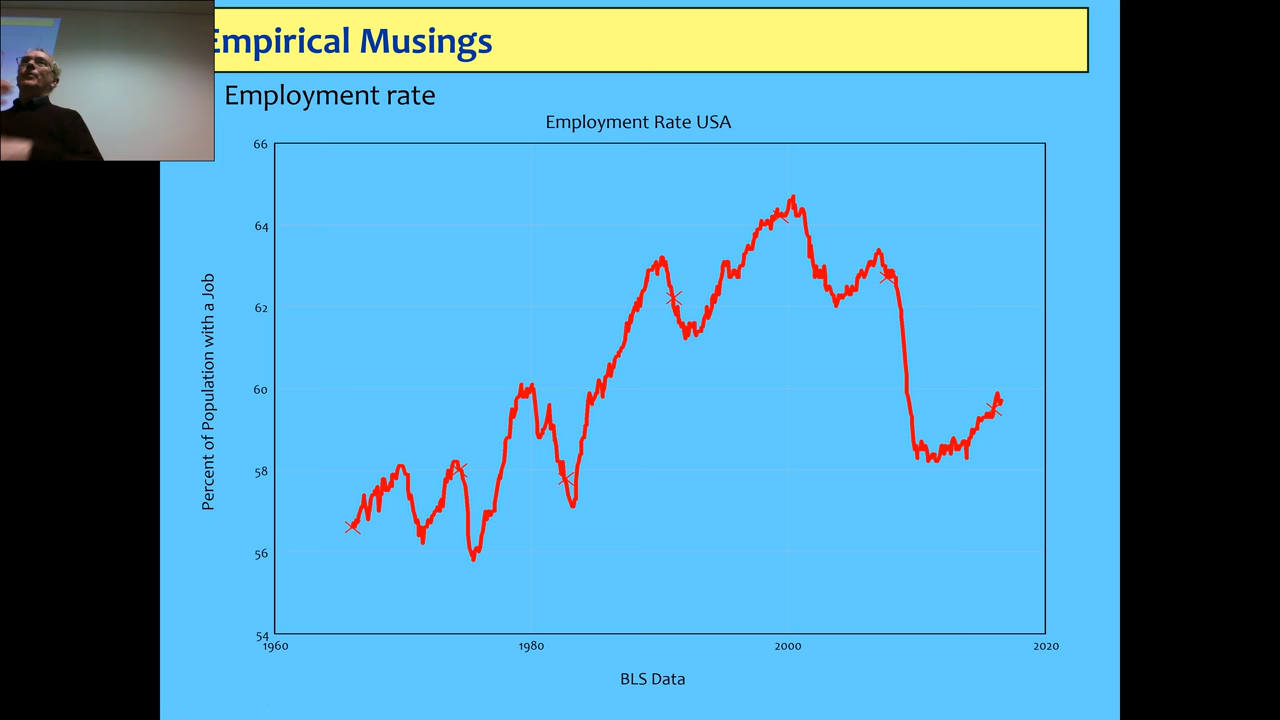 Empirical Musings
Employment rate
Employment Rate USA
66
64
62
60
58
56
54
1960
1980
2000
2020
Percent of Population with a Job
BLS Data